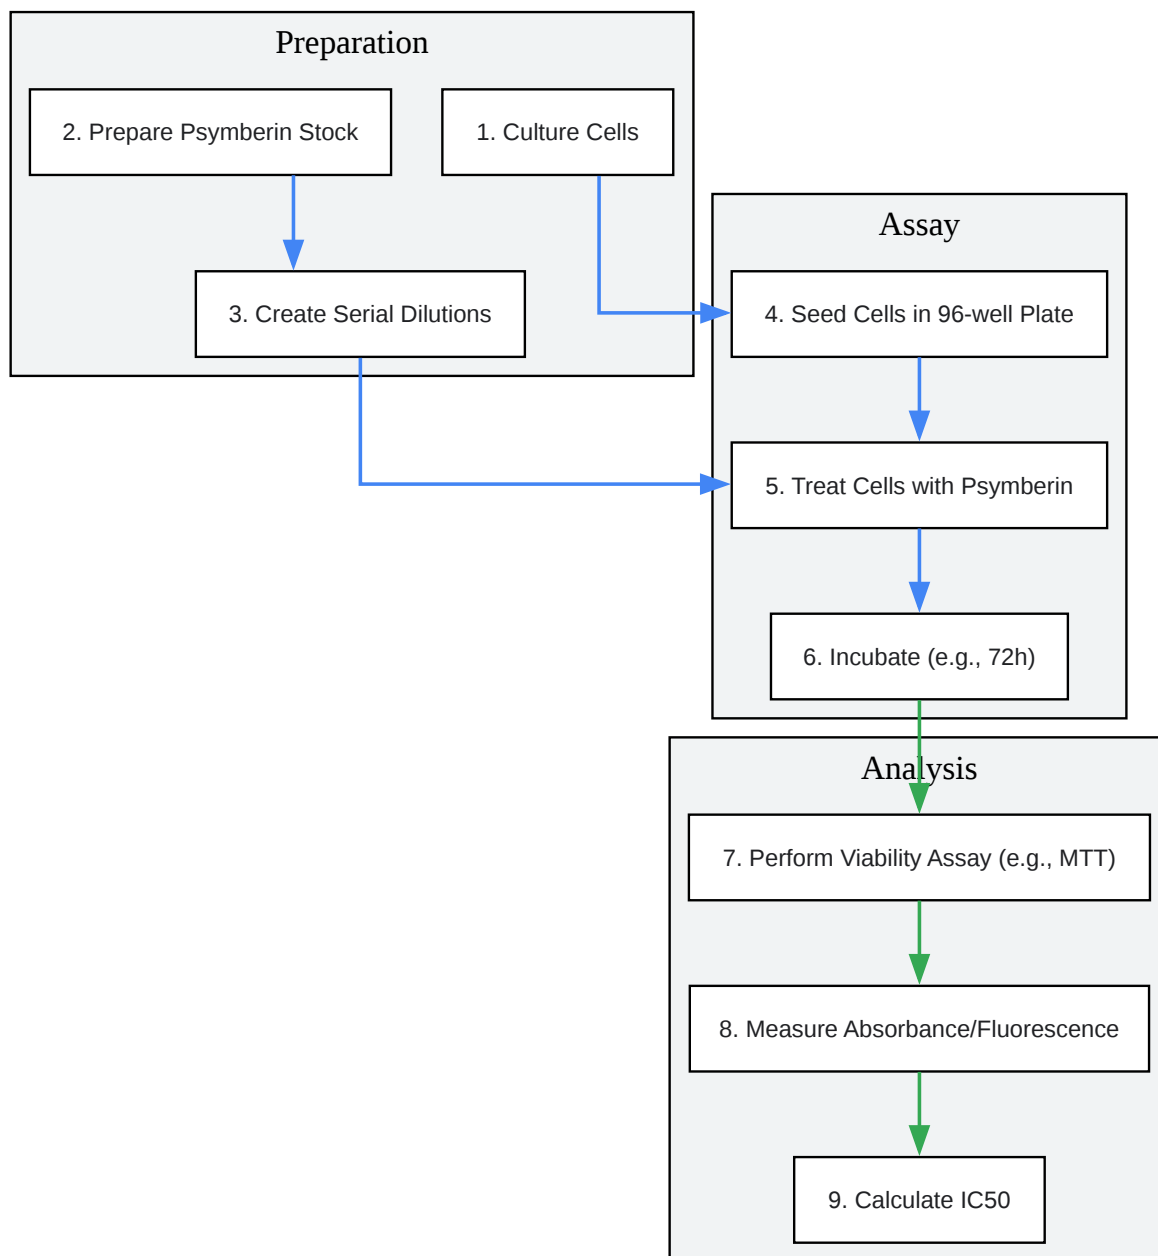 Preparation
2. Prepare Psymberin Stock
1. Culture Cells
3. Create Serial Dilutions
Assay
4. Seed Cells in 96-well Plate
5. Treat Cells with Psymberin
6. Incubate (e.g., 72h)
Analysis
7. Perform Viability Assay (e.g., MTT)
8. Measure Absorbance/Fluorescence
9. Calculate IC50